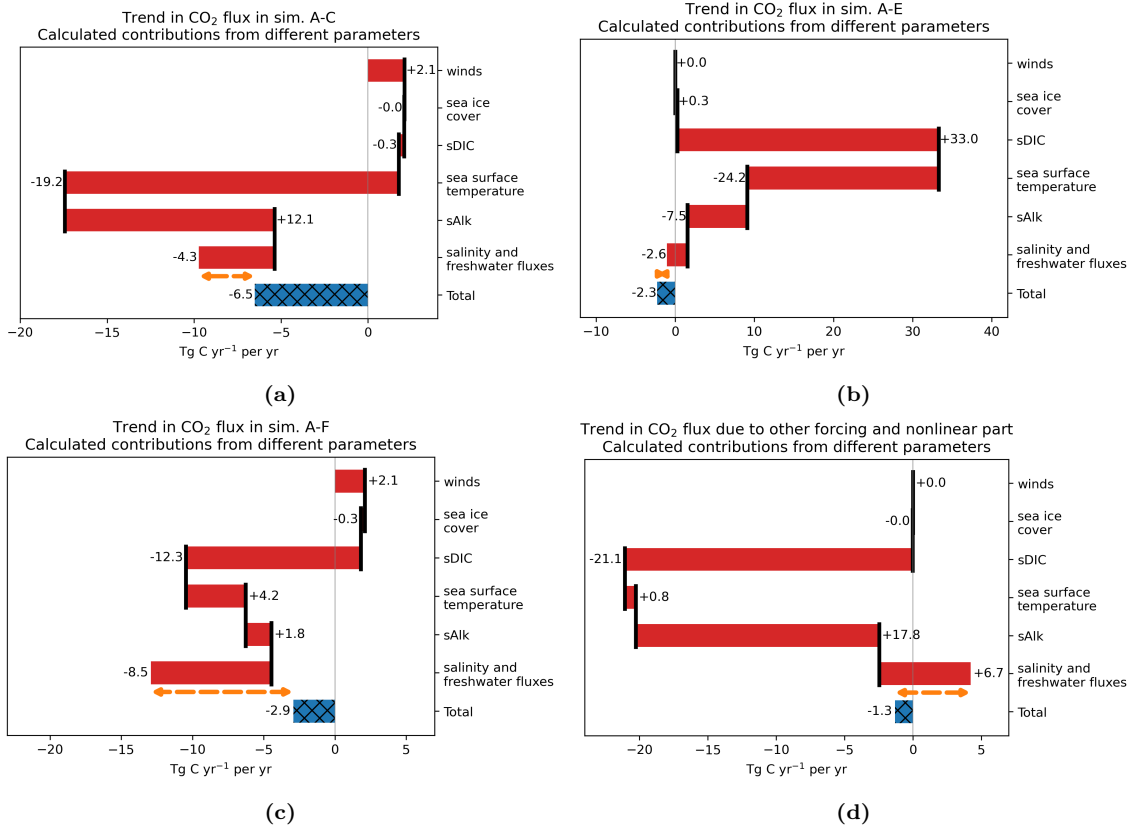 Trend in CO₂ flux in sim. A-C
Calculated contributions from different parameters
+2.1
winds
-0.0
sea ice
cover
-0.3
sDIC
-19.2
sea surface
temperature
+12.1
sAlk
-4.3
salinity and
freshwater fluxes
-6.5
Total
−20
−15
−10
−5
0
Tg C yr⁻¹ per yr
(a)
Trend in CO₂ flux in sim. A-E
Calculated contributions from different parameters
+0.0
winds
+0.3
sea ice
cover
+33.0
sDIC
-24.2
sea surface
temperature
-7.5
sAlk
-2.6
salinity and
freshwater fluxes
-2.3
Total
−10
0
10
20
30
40
Tg C yr⁻¹ per yr
(b)
Trend in CO₂ flux in sim. A-F
Calculated contributions from different parameters
+2.1
winds
-0.3
sea ice
cover
-12.3
sDIC
+4.2
sea surface
temperature
+1.8
sAlk
-8.5
salinity and
freshwater fluxes
-2.9
Total
−20
−15
−10
−5
0
5
Tg C yr⁻¹ per yr
(c)
Trend in CO₂ flux due to other forcing and nonlinear part
Calculated contributions from different parameters
+0.0
winds
-0.0
sea ice
cover
-21.1
sDIC
+0.8
sea surface
temperature
+17.8
sAlk
+6.7
salinity and
freshwater fluxes
-1.3
Total
−20
−15
−10
−5
0
5
Tg C yr⁻¹ per yr
(d)